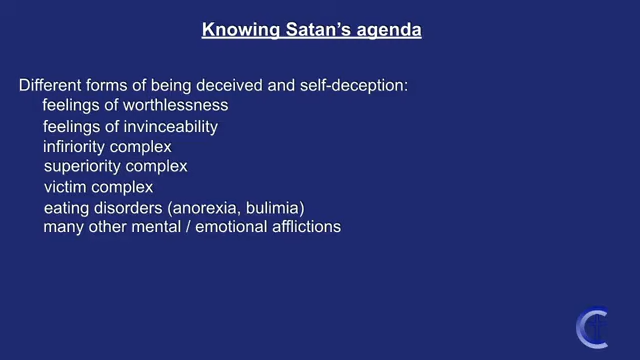 Knowing Satan's agenda
Different forms of being deceived and self-deception:
feelings of worthlessness
feelings of invinceability
infiriority complex
superiority complex
victim complex
eating disorders (anorexia, bulimia)
many other mental / emotional afflictions